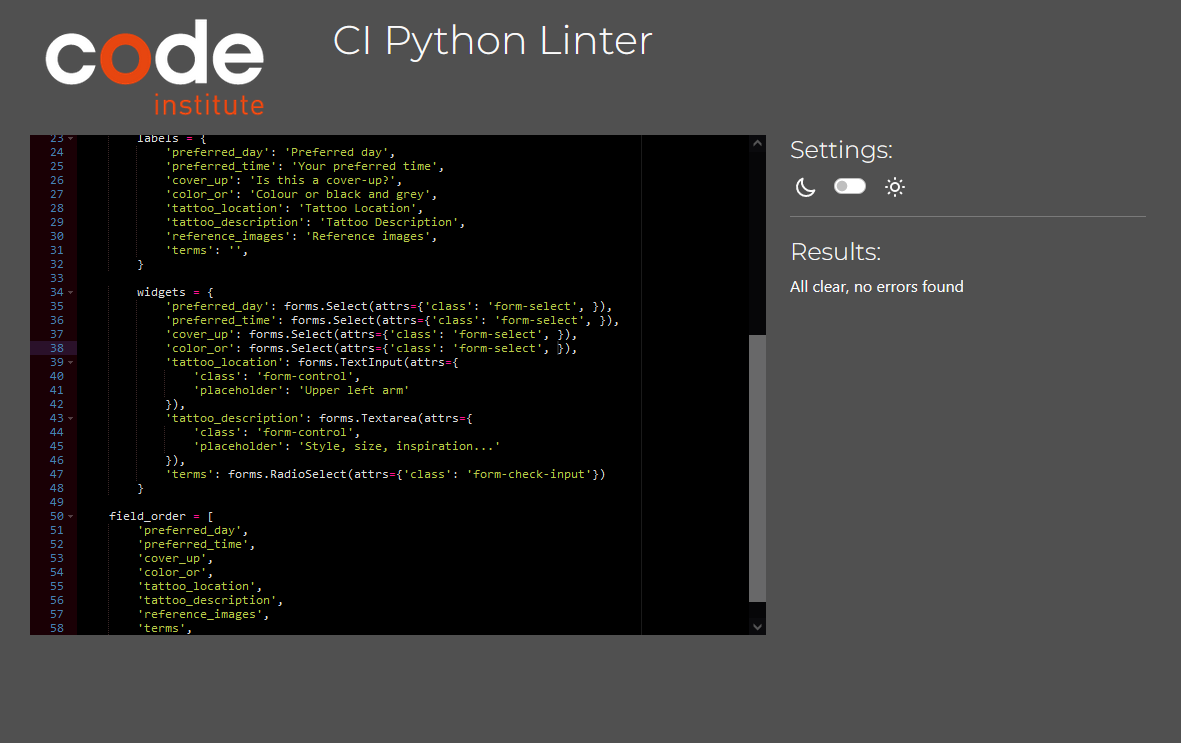 code
institute
CI Python Linter
23 labels = {
24 'preferred_day': 'Preferred day',
25 'preferred_time': 'Your preferred time',
26 'cover_up': 'Is this a cover-up?',
27 'color_or': 'Colour or black and grey',
28 'tattoo_location': 'Tattoo Location',
29 'tattoo_description': 'Tattoo Description',
30 'reference_images': 'Reference images',
31 'terms': '',
32 }
33
34 widgets = {
35 'preferred_day': forms.Select(attrs={'class': 'form-select', }),
36 'preferred_time': forms.Select(attrs={'class': 'form-select', }),
37 'cover_up': forms.Select(attrs={'class': 'form-select', }),
38 'color_or': forms.Select(attrs={'class': 'form-select', }),
39 'tattoo_location': forms.TextInput(attrs={
40 'class': 'form-control',
41 'placeholder': 'Upper left arm'
42 }),
43 'tattoo_description': forms.Textarea(attrs={
44 'class': 'form-control',
45 'placeholder': 'Style, size, inspiration...'
46 }),
47 'terms': forms.RadioSelect(attrs={'class': 'form-check-input'})
48 }
49
50 field_order = [
51 'preferred_day',
52 'preferred_time',
53 'cover_up',
54 'color_or',
55 'tattoo_location',
56 'tattoo_description',
57 'reference_images',
58 'terms',
Settings:
Results:
All clear, no errors found